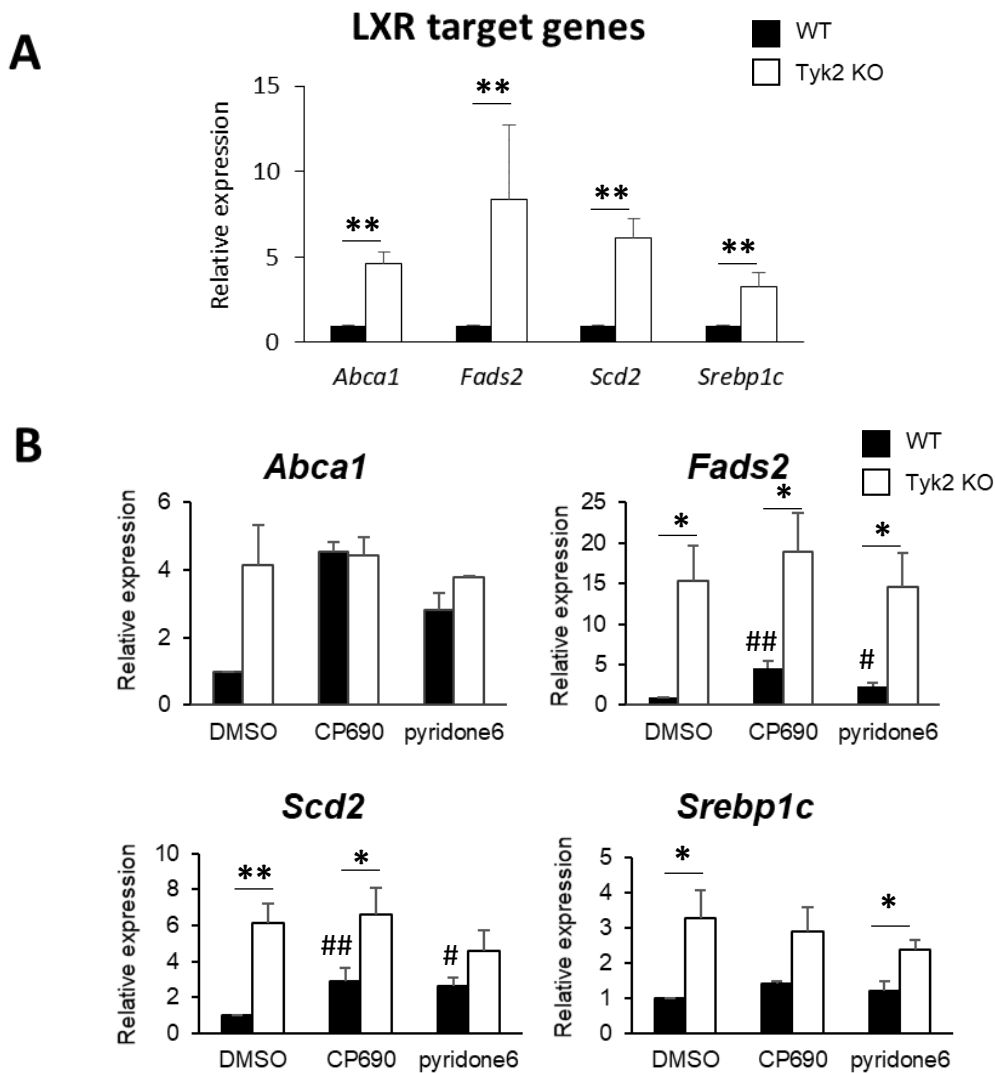 A
LXR target genes
WT
Tyk2 KO
Relative expression
15
10
5
0
**
**
**
**
Abca1 Fads2 Scd2 Srebp1c
B
WT
Tyk2 KO
Abca1
Relative expression
6
4
2
0
DMSO CP690 pyridone6
Fads2
Relative expression
25
20
15
10
5
0
*
*
*
##
#
DMSO CP690 pyridone6
Scd2
Relative expression
10
8
6
4
2
0
**
*
##
#
DMSO CP690 pyridone6
Srebp1c
Relative expression
5
4
3
2
1
0
*
*
DMSO CP690 pyridone6